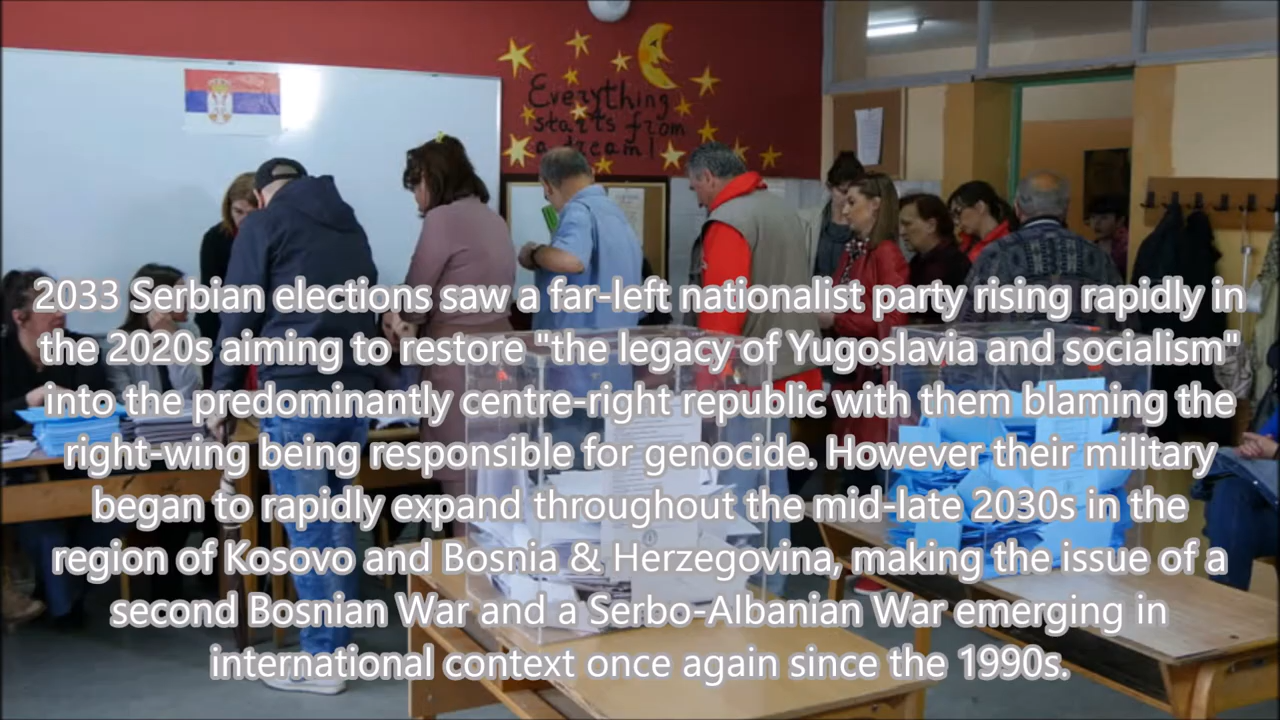 Everything
starts from
a dream!
2033 Serbian elections saw a far-left nationalist party rising rapidly in
the 2020s aiming to restore "the legacy of Yugoslavia and socialism"
into the predominantly centre-right republic with them blaming the
right-wing being responsible for genocide. However their military
began to rapidly expand throughout the mid-late 2030s in the
region of Kosovo and Bosnia & Herzegovina, making the issue of a
second Bosnian War and a Serbo-Albanian War emerging in
international context once again since the 1990s.